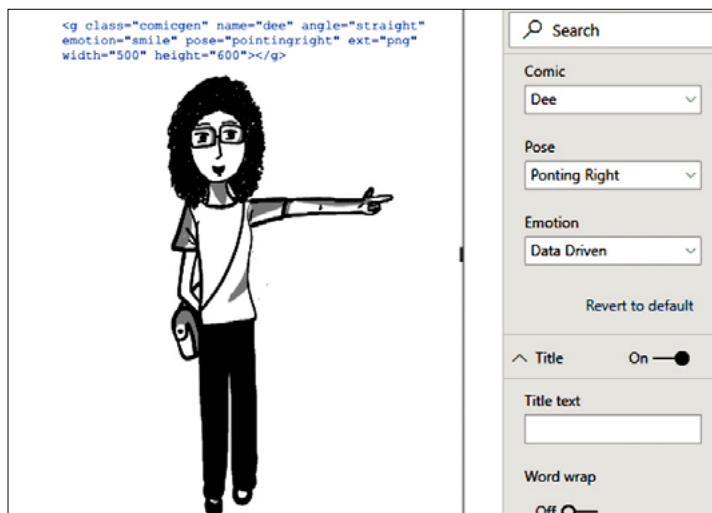 <g class="comicgen" name="dee" angle="straight"
emotion="smile" pose="pointingright" ext="png"
width="500" height="600"></g>
Search
Comic
Dee
Pose
Ponting Right
Emotion
Data Driven
Revert to default
Title On
Title text
Word wrap
Off